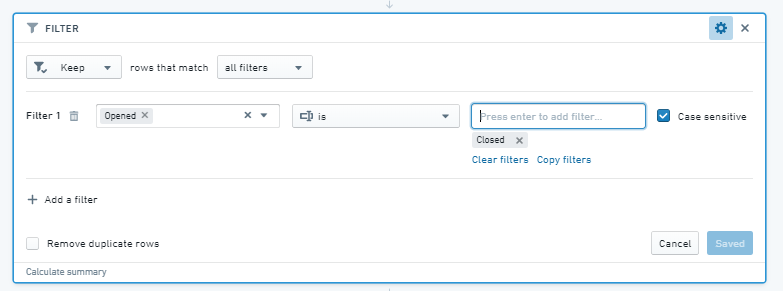 FILTER
Keep rows that match all filters
Filter 1 Opened is Press enter to add filter... Case sensitive
Closed
Clear filters Copy filters
Add a filter
Remove duplicate rows Cancel Saved
Calculate summary